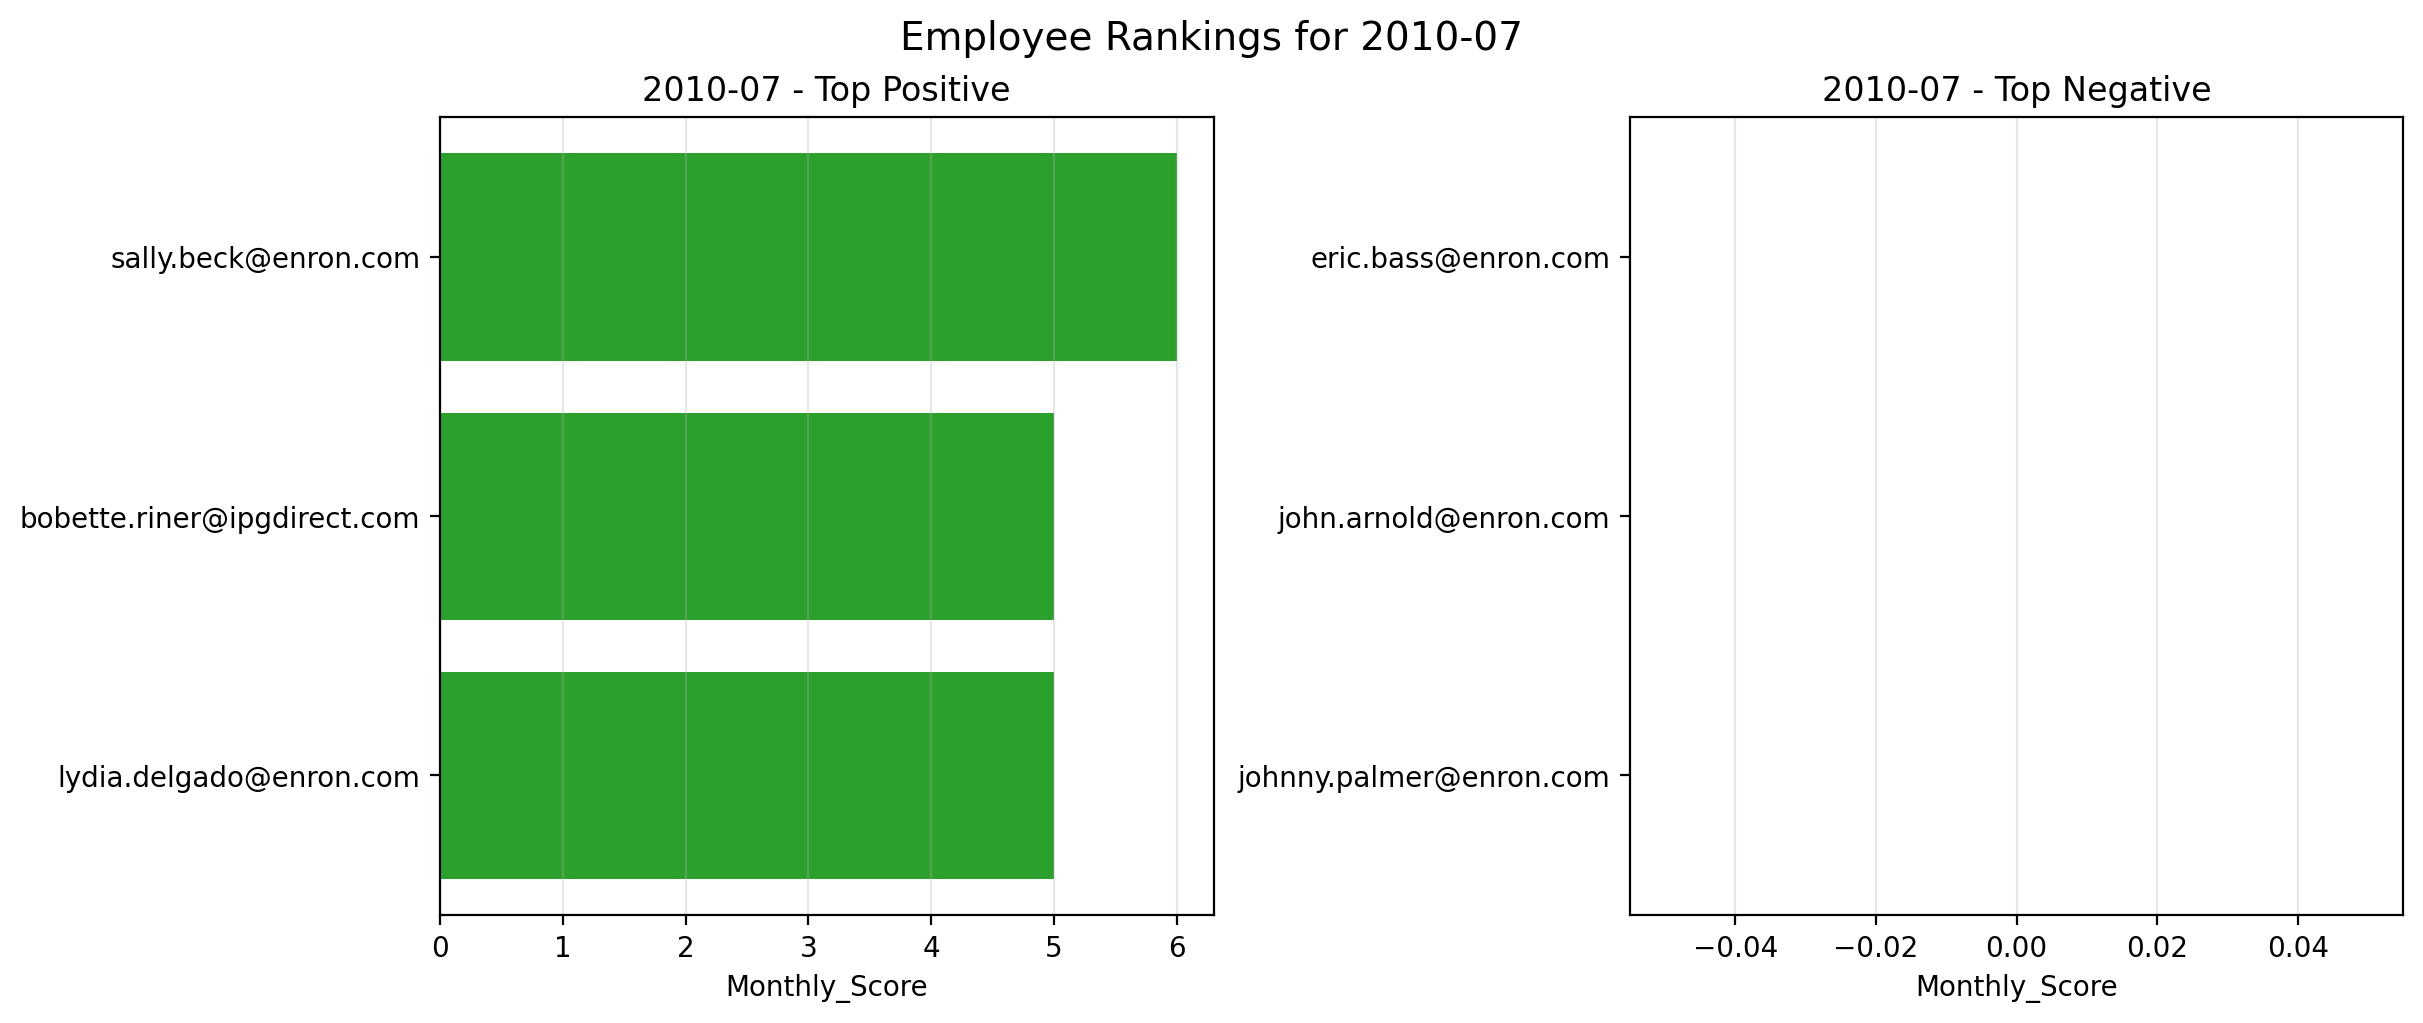 Employee Rankings for 2010-07
2010-07 - Top Positive
sally.beck@enron.com
bobette.riner@ipgdirect.com
lydia.delgado@enron.com
0 1 2 3 4 5 6
Monthly_Score
2010-07 - Top Negative
eric.bass@enron.com
john.arnold@enron.com
johnny.palmer@enron.com
−0.04 −0.02 0.00 0.02 0.04
Monthly_Score